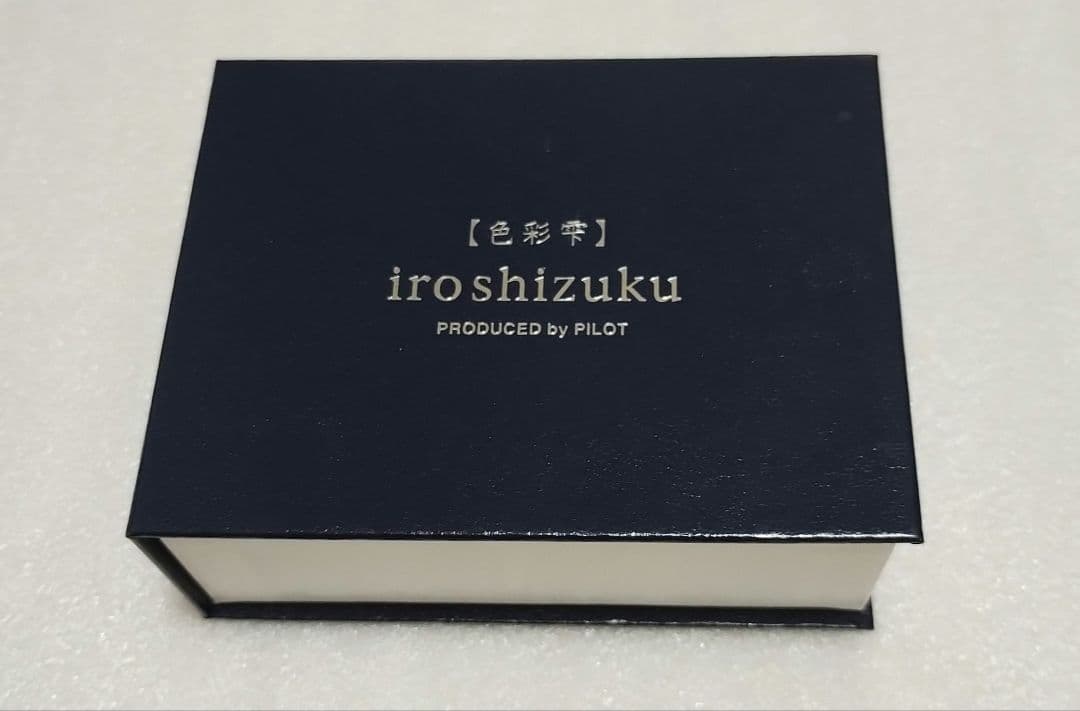 【色彩雫】
iroshizuku
PRODUCED by PILOT